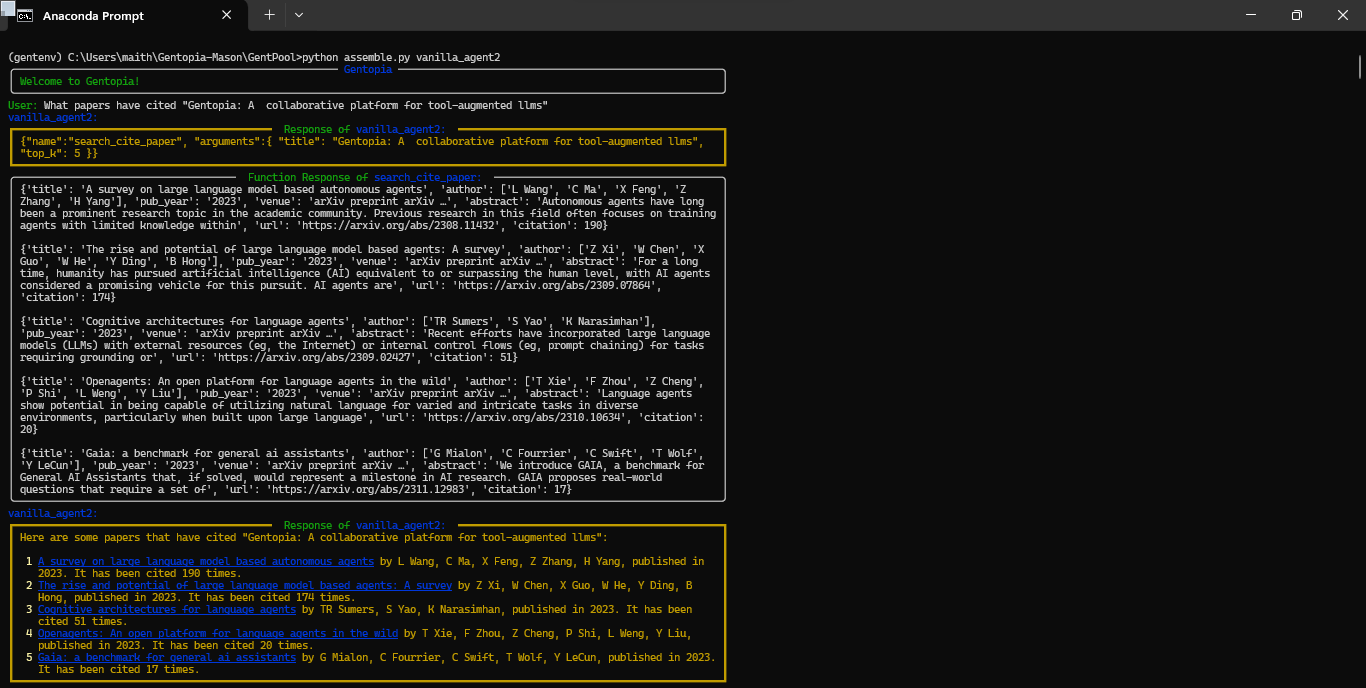 Anaconda Prompt
(gentenv) C:\Users\maith\Gentopia-Mason\GentPool>python assemble.py vanilla_agent2
Gentopia
Welcome to Gentopia!
User: What papers have cited "Gentopia: A  collaborative platform for tool-augmented llms"
vanilla_agent2:
Response of vanilla_agent2:
{"name":"search_cite_paper", "arguments":{ "title": "Gentopia: A  collaborative platform for tool-augmented llms",
"top_k": 5 }}
Function Response of search_cite_paper:
{'title': 'A survey on large language model based autonomous agents', 'author': ['L Wang', 'C Ma', 'X Feng', 'Z
Zhang', 'H Yang'], 'pub_year': '2023', 'venue': 'arXiv preprint arXiv …', 'abstract': 'Autonomous agents have long
been a prominent research topic in the academic community. Previous research in this field often focuses on training
agents with limited knowledge within', 'url': 'https://arxiv.org/abs/2308.11432', 'citation': 190}
{'title': 'The rise and potential of large language model based agents: A survey', 'author': ['Z Xi', 'W Chen', 'X
Guo', 'W He', 'Y Ding', 'B Hong'], 'pub_year': '2023', 'venue': 'arXiv preprint arXiv …', 'abstract': 'For a long
time, humanity has pursued artificial intelligence (AI) equivalent to or surpassing the human level, with AI agents
considered a promising vehicle for this pursuit. AI agents are', 'url': 'https://arxiv.org/abs/2309.07864',
'citation': 174}
{'title': 'Cognitive architectures for language agents', 'author': ['TR Sumers', 'S Yao', 'K Narasimhan'],
'pub_year': '2023', 'venue': 'arXiv preprint arXiv …', 'abstract': 'Recent efforts have incorporated large language
models (LLMs) with external resources (eg, the Internet) or internal control flows (eg, prompt chaining) for tasks
requiring grounding or', 'url': 'https://arxiv.org/abs/2309.02427', 'citation': 51}
{'title': 'Openagents: An open platform for language agents in the wild', 'author': ['T Xie', 'F Zhou', 'Z Cheng',
'P Shi', 'L Weng', 'Y Liu'], 'pub_year': '2023', 'venue': 'arXiv preprint arXiv …', 'abstract': 'Language agents
show potential in being capable of utilizing natural language for varied and intricate tasks in diverse
environments, particularly when built upon large language', 'url': 'https://arxiv.org/abs/2310.10634', 'citation':
20}
{'title': 'Gaia: a benchmark for general ai assistants', 'author': ['G Mialon', 'C Fourrier', 'C Swift', 'T Wolf',
'Y LeCun'], 'pub_year': '2023', 'venue': 'arXiv preprint arXiv …', 'abstract': 'We introduce GAIA, a benchmark for
General AI Assistants that, if solved, would represent a milestone in AI research. GAIA proposes real-world
questions that require a set of', 'url': 'https://arxiv.org/abs/2311.12983', 'citation': 17}
vanilla_agent2:
Response of vanilla_agent2:
Here are some papers that have cited "Gentopia: A collaborative platform for tool-augmented llms":
1 A survey on large language model based autonomous agents by L Wang, C Ma, X Feng, Z Zhang, H Yang, published in
2023. It has been cited 190 times.
2 The rise and potential of large language model based agents: A survey by Z Xi, W Chen, X Guo, W He, Y Ding, B
Hong, published in 2023. It has been cited 174 times.
3 Cognitive architectures for language agents by TR Sumers, S Yao, K Narasimhan, published in 2023. It has been
cited 51 times.
4 Openagents: An open platform for language agents in the wild by T Xie, F Zhou, Z Cheng, P Shi, L Weng, Y Liu,
published in 2023. It has been cited 20 times.
5 Gaia: a benchmark for general ai assistants by G Mialon, C Fourrier, C Swift, T Wolf, Y LeCun, published in 2023.
It has been cited 17 times.